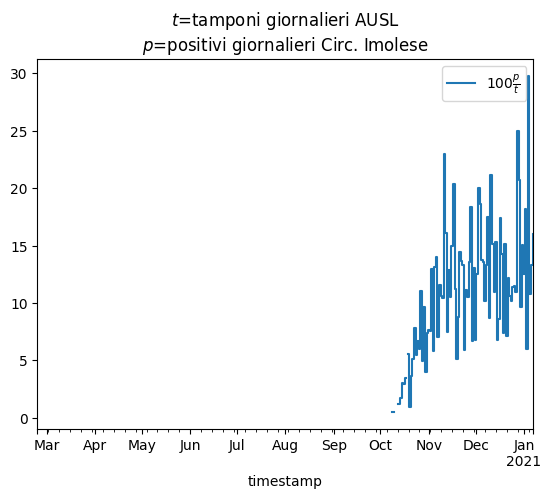 t=tamponi giornalieri AUSL
p=positivi giornalieri Circ. Imolese
100 p/t
30
25
20
15
10
5
0
Mar Apr May Jun Jul Aug Sep Oct Nov Dec Jan
2021
timestamp